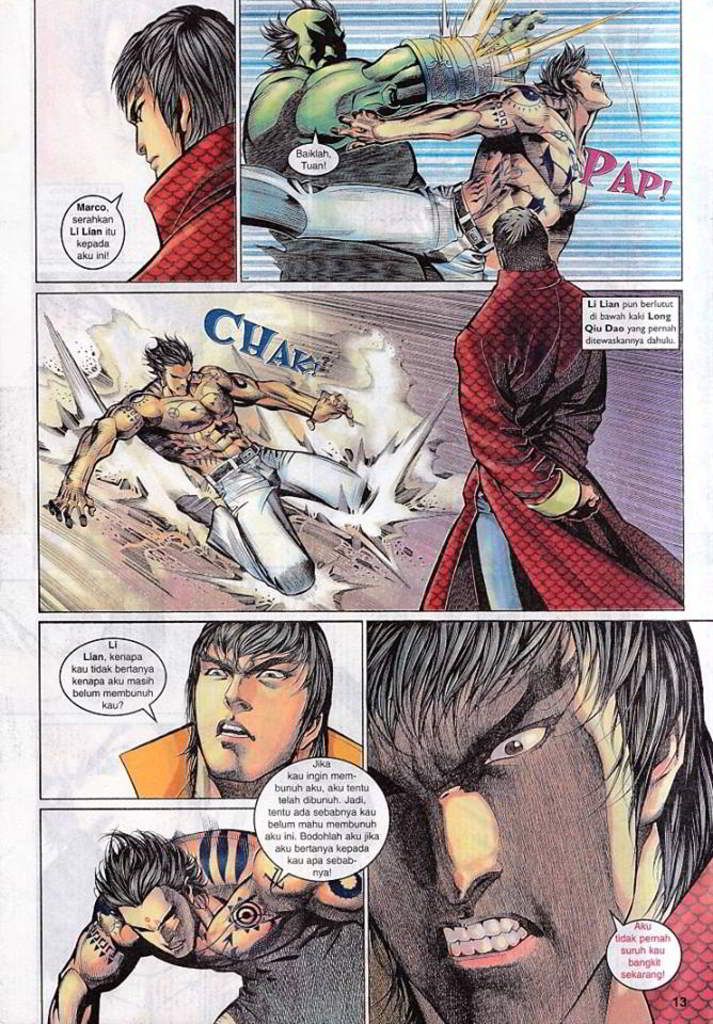 Marco,
serahkan
Li Lian itu
kepada
aku ini!
Baiklah,
Tuan!
PAP!
CHAK!
Li Lian pun berlutut
di bawah kaki Long
Qiu Dao yang pernah
ditewaskannya dahulu.
Li
Lian, kenapa
kau tidak bertanya
kenapa aku masih
belum membunuh
kau?
Jika
kau ingin mem-
bunuh aku, aku tentu
telah dibunuh. Jadi,
tentu ada sebabnya kau
belum mahu membunuh
aku ini. Bodohlah aku jika
aku bertanya kepada
kau apa sebab-
nya!
Aku
tidak pernah
suruh kau
bangkit
sekarang!
13